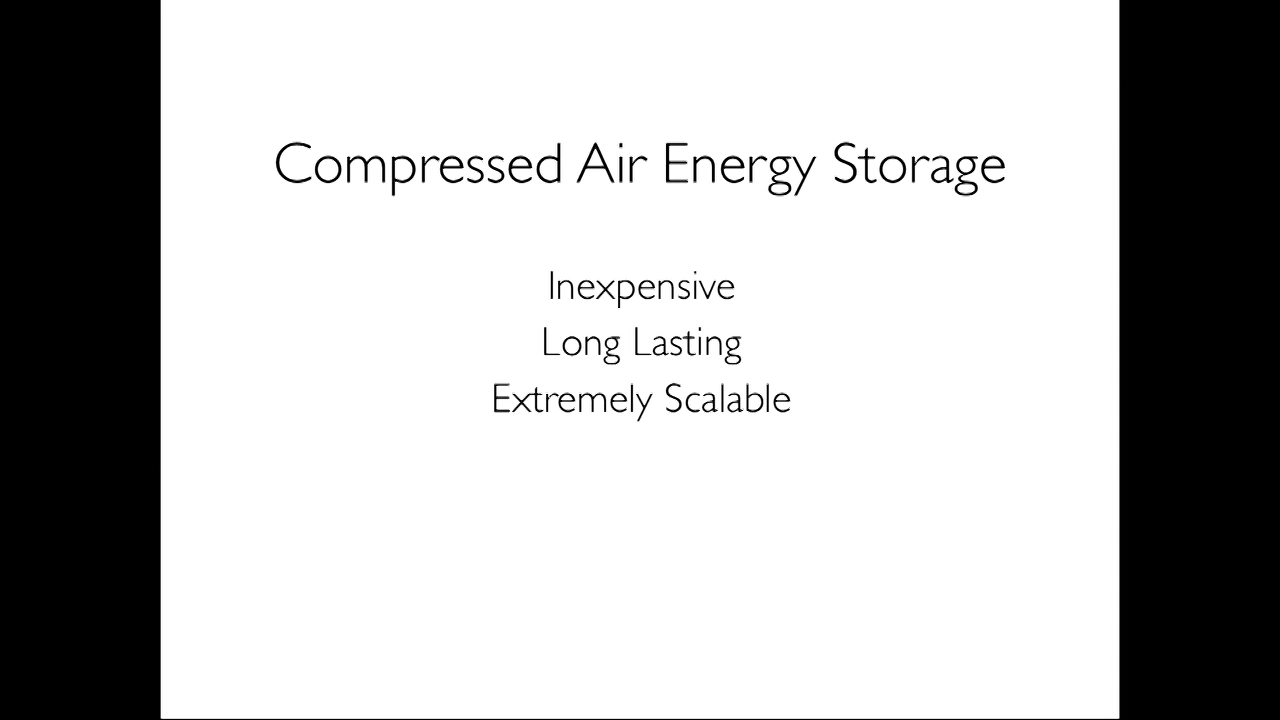 Compressed Air Energy Storage
Inexpensive
Long Lasting
Extremely Scalable